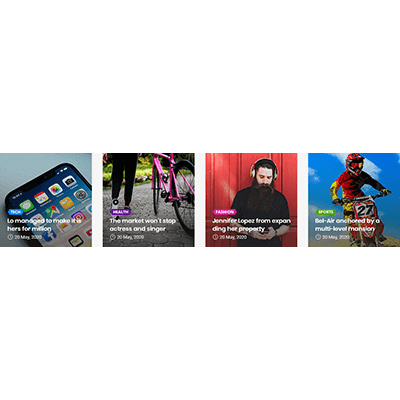 TECH
Lo managed to make it is
hers for million
20 May, 2020
HEALTH
The market won't stop
actress and singer
20 May, 2020
FASHION
Jennifer Lopez from expan
ding her property
20 May, 2020
SPORTS
Bel-Air anchored by a
multi-level mansion
20 May, 2020
27